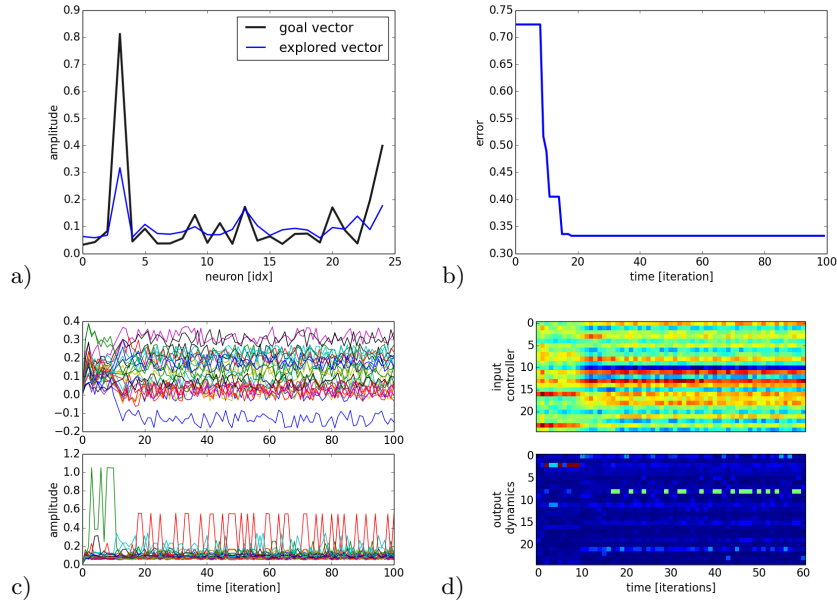 0.9
0.8
0.7
0.6
0.5
0.4
0.3
0.2
0.1
0.0
amplitude
goal vector
explored vector
0 5 10 15 20 25
neuron [idx]
a)
0.75
0.70
0.65
0.60
0.55
0.50
0.45
0.40
0.35
0.30
error
0 20 40 60 80 100
time [iteration]
b)
0.4
0.3
0.2
0.1
0.0
−0.1
−0.2
0 20 40 60 80 100
1.2
1.0
0.8
0.6
0.4
0.2
0.0
amplitude
0 20 40 60 80 100
time [iteration]
c)
0
5
10
15
20
input
controller
0
5
10
15
20
output
dynamics
0 10 20 30 40 50 60
time [iterations]
d)